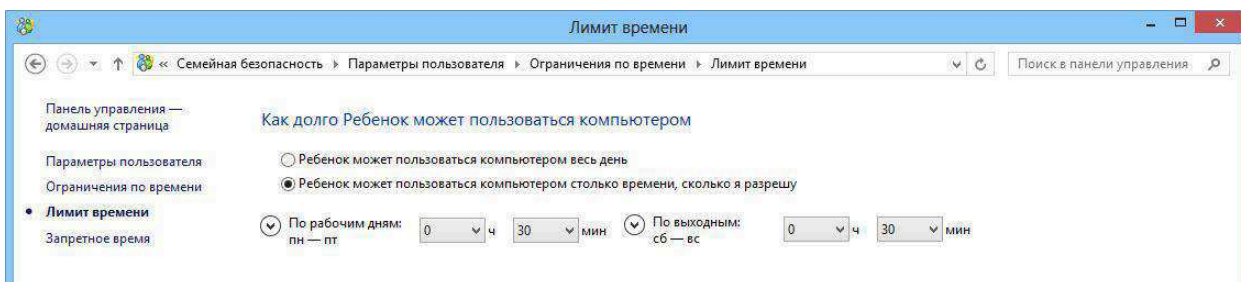 Лимит времени
« Семейная безопасность ▸ Параметры пользователя ▸ Ограничения по времени ▸ Лимит времени
Поиск в панели управления
Панель управления —
домашняя страница
Параметры пользователя
Ограничения по времени
• Лимит времени
Запретное время
Как долго Ребенок может пользоваться компьютером
Ребенок может пользоваться компьютером весь день
Ребенок может пользоваться компьютером столько времени, сколько я разрешу
По рабочим дням:
пн — пт
0 ч 30 мин
По выходным:
сб — вс
0 ч 30 мин